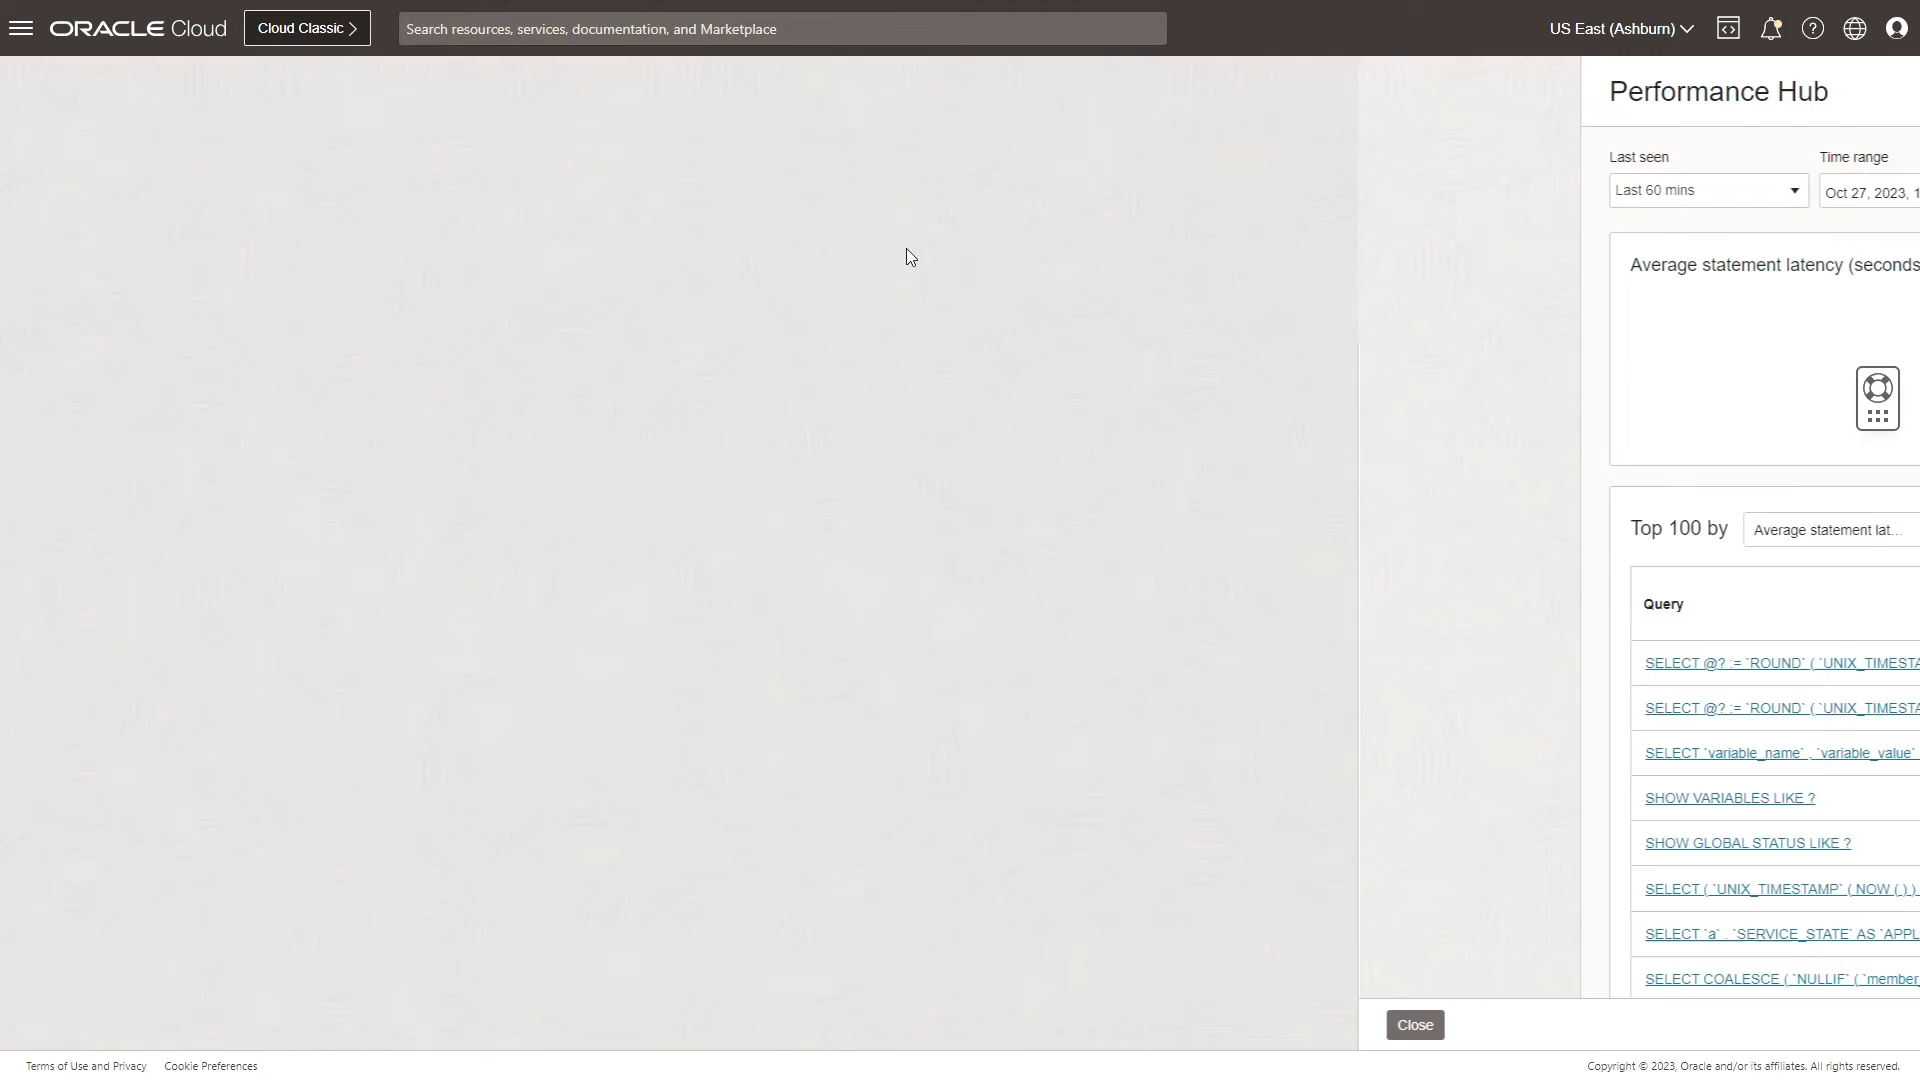 ORACLE Cloud
Cloud Classic
Search resources, services, documentation, and Marketplace
US East (Ashburn)
Performance Hub
Last seen
Time range
Last 60 mins
Oct 27, 2023, 1
Average statement latency (seconds
Top 100 by
Average statement lat...
Query
SELECT @? := `ROUND` ( `UNIX_TIMESTA
SELECT @? := `ROUND` ( `UNIX_TIMESTA
SELECT `variable_name` , `variable_value`
SHOW VARIABLES LIKE ?
SHOW GLOBAL STATUS LIKE ?
SELECT ( `UNIX_TIMESTAMP` ( NOW ( ) )
SELECT `a` . `SERVICE_STATE` AS `APPL
SELECT COALESCE ( `NULLIF` ( `member_
Close
Terms of Use and Privacy
Cookie Preferences
Copyright © 2023, Oracle and/or its affiliates. All rights reserved.